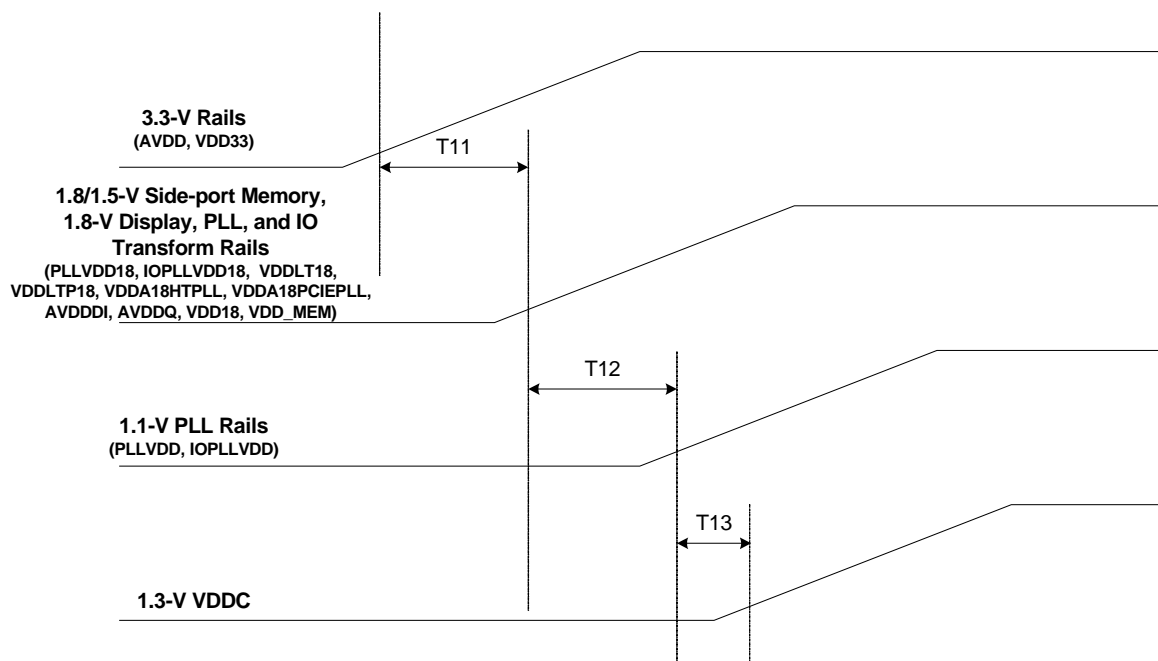 3.3-V Rails
(AVDD, VDD33)
T11
1.8/1.5-V Side-port Memory,
1.8-V Display, PLL, and IO
Transform Rails
(PLLVDD18, IOPLLVDD18, VDDLT18,
VDDLTP18, VDDA18HTPLL, VDDA18PCIEPLL,
AVDDDI, AVDDQ, VDD18, VDD_MEM)
T12
1.1-V PLL Rails
(PLLVDD, IOPLLVDD)
T13
1.3-V VDDC